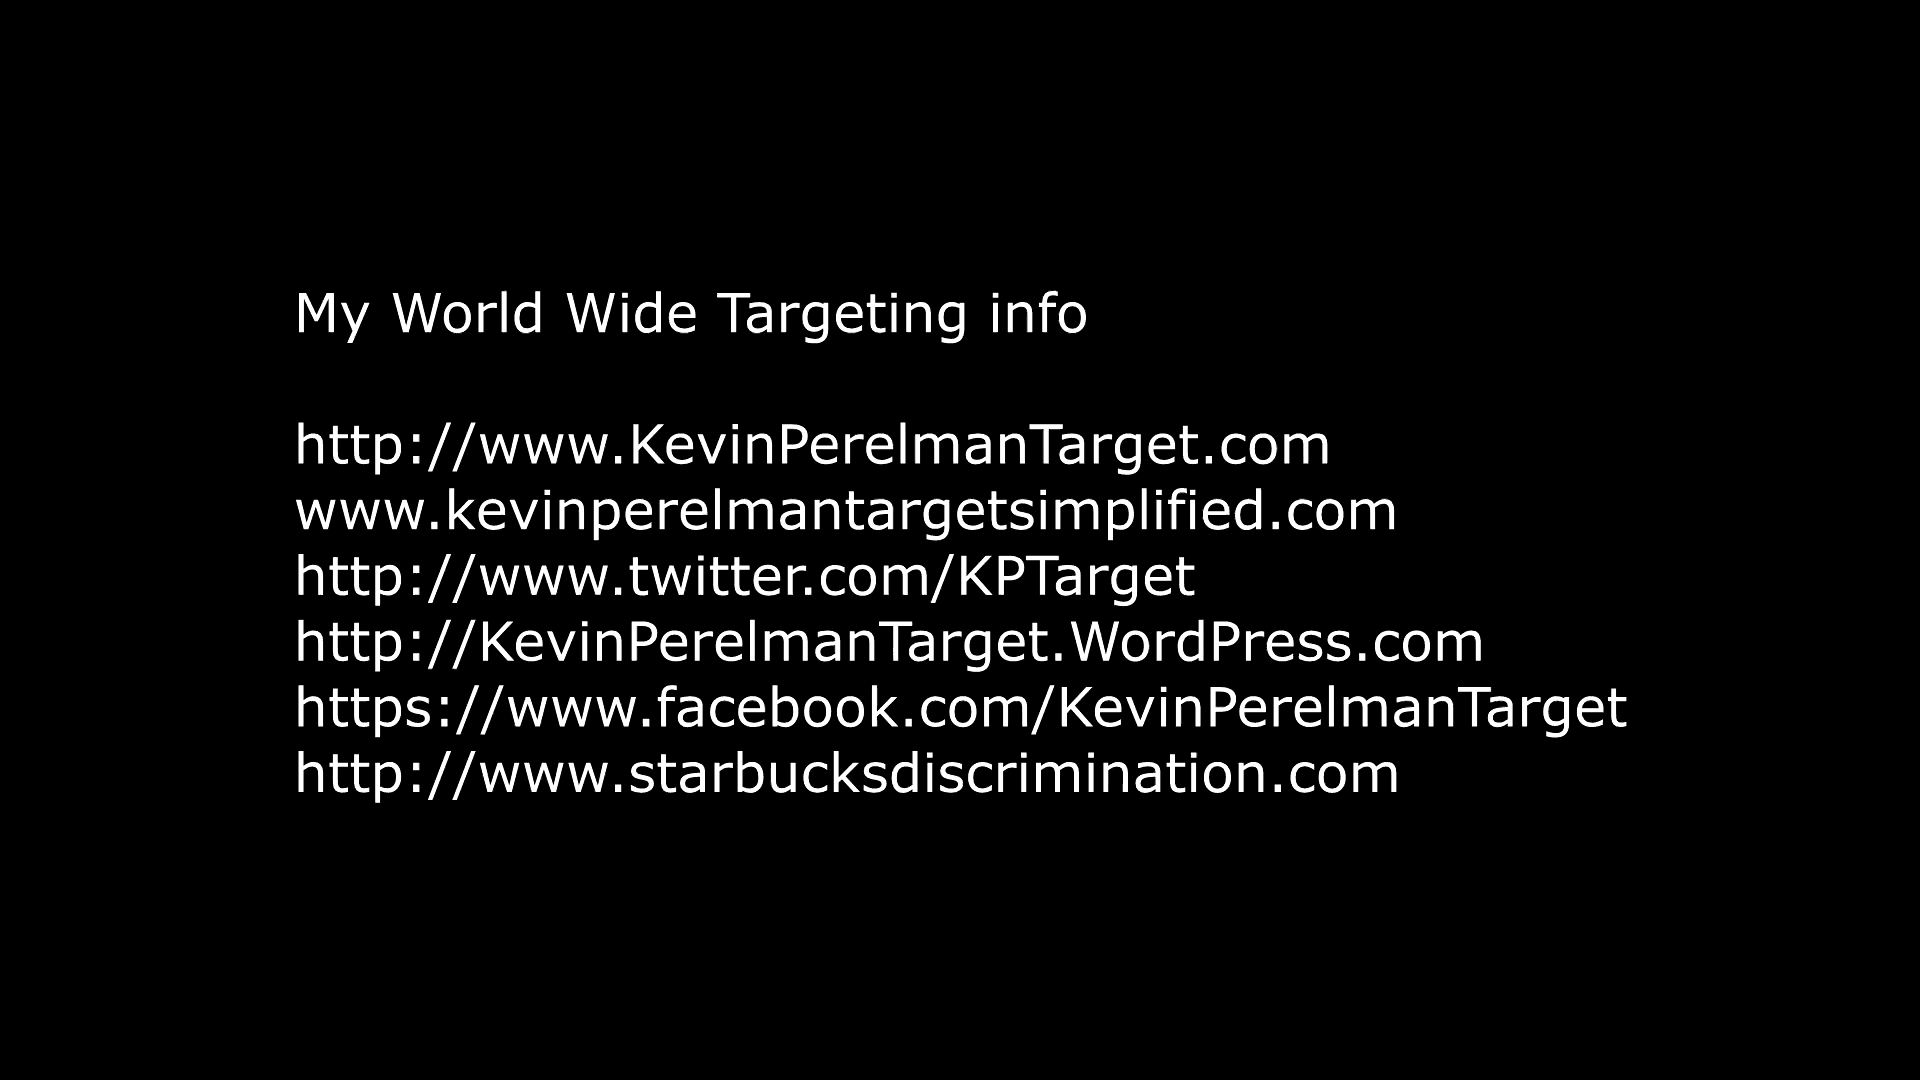 My World Wide Targeting info
http://www.KevinPerelmanTarget.com
www.kevinperelmantargetsimplified.com
http://www.twitter.com/KPTarget
http://KevinPerelmanTarget.WordPress.com
https://www.facebook.com/KevinPerelmanTarget
http://www.starbucksdiscrimination.com